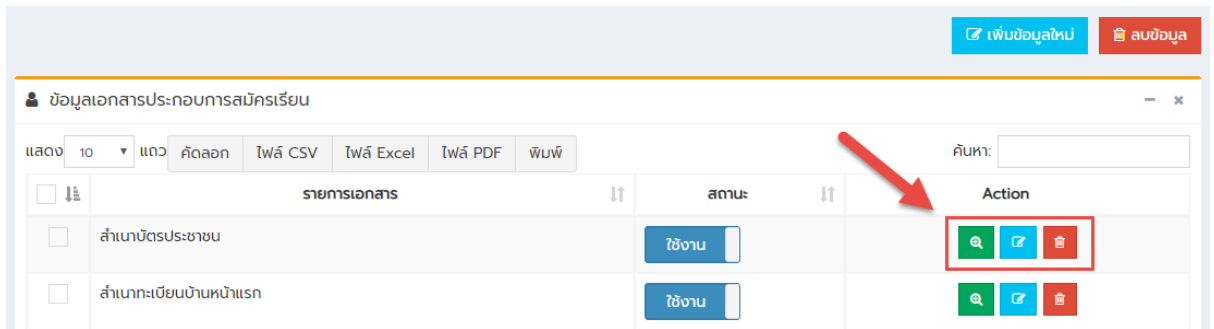 เพิ่มข้อมูลใหม่ ลบข้อมูล
ข้อมูลเอกสารประกอบการสมัครเรียน
แสดง 10 แถว คัดลอก ไฟล์ CSV ไฟล์ Excel ไฟล์ PDF พิมพ์ ค้นหา:
รายการเอกสาร สถานะ Action
สำเนาบัตรประชาชน ใช้งาน
สำเนาทะเบียนบ้านหน้าแรก ใช้งาน